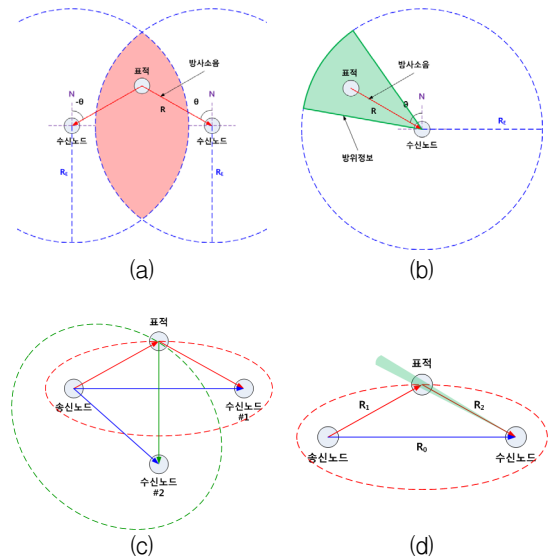 표적
방사소음
N
-θ
R
θ
N
수신노드
수신노드
R_E
R_E
(a)
표적
방사소음
N
θ
R
R_E
수신노드
방위정보
(b)
표적
송신노드
수신노드
#1
수신노드
#2
(c)
표적
R₁
R₂
R₀
송신노드
수신노드
(d)